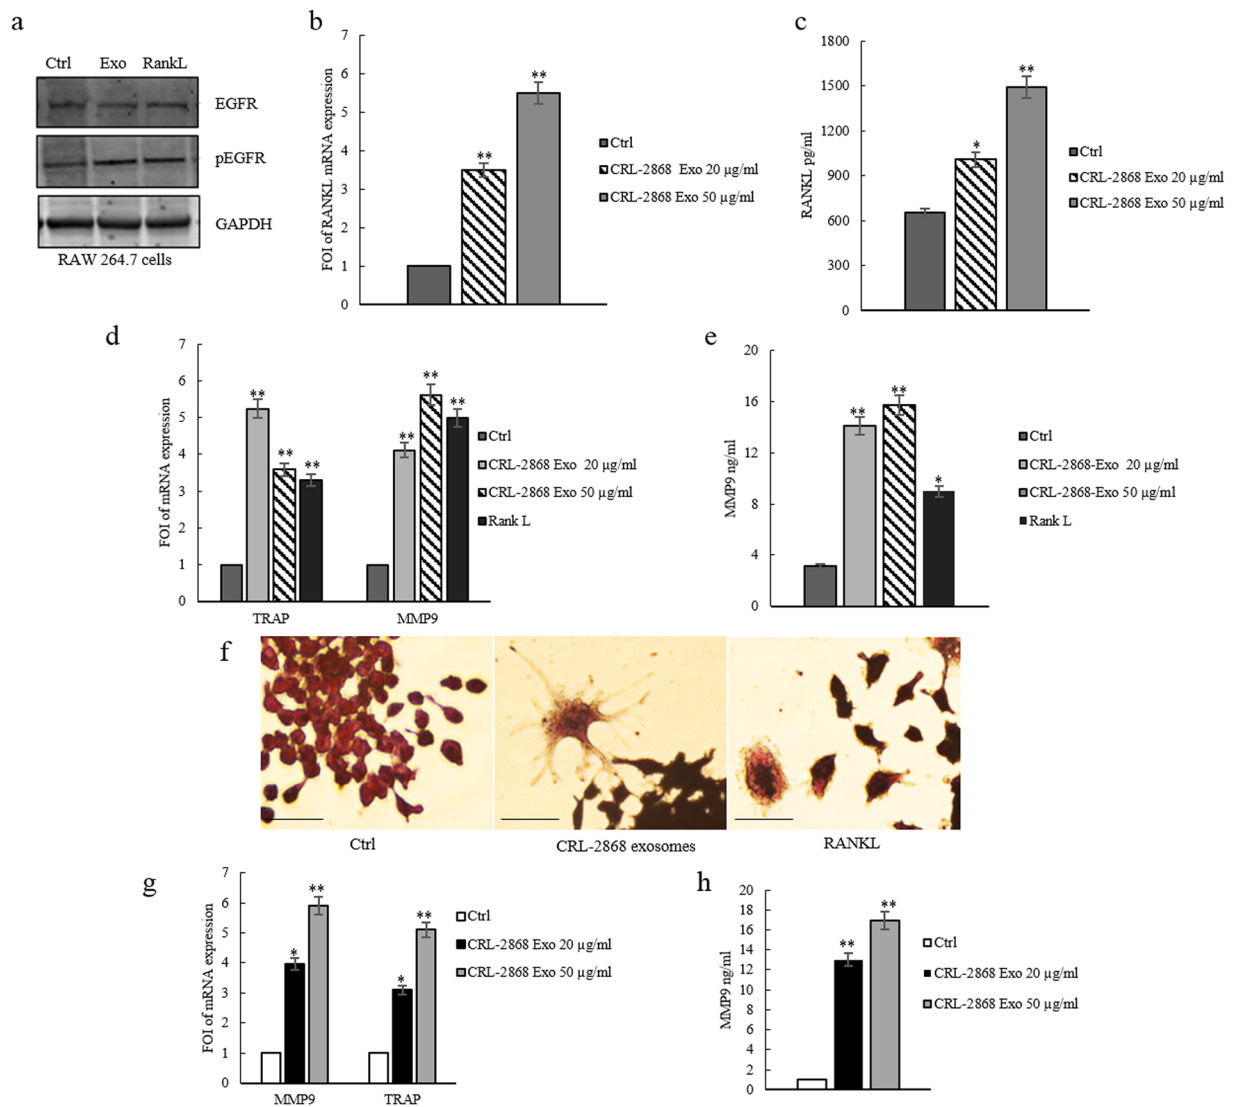 a
Ctrl Exo RankL
EGFR
pEGFR
GAPDH
RAW 264.7 cells
b
FOI of RANKL mRNA expression
7
6
5
4
3
2
1
0
**
**
Ctrl
CRL-2868 Exo 20 µg/ml
CRL-2868 Exo 50 µg/ml
c
RANKL pg/ml
1800
1500
1200
900
600
300
0
*
**
Ctrl
CRL-2868 Exo 20 µg/ml
CRL-2868 Exo 50 µg/ml
d
FOI of mRNA expression
7
6
5
4
3
2
1
0
**
**
**
**
**
**
TRAP MMP9
Ctrl
CRL-2868 Exo 20 µg/ml
CRL-2868 Exo 50 µg/ml
Rank L
e
MMP9 ng/ml
20
16
12
8
4
0
**
**
*
Ctrl
CRL-2868-Exo 20 µg/ml
CRL-2868-Exo 50 µg/ml
Rank L
f
Ctrl CRL-2868 exosomes RANKL
g
FOI of mRNA expression
7
6
5
4
3
2
1
0
*
**
*
**
MMP9 TRAP
Ctrl
CRL-2868 Exo 20 µg/ml
CRL-2868 Exo 50 µg/ml
h
MMP9 ng/ml
20
18
16
14
12
10
8
6
4
2
0
**
**
Ctrl
CRL-2868 Exo 20 µg/ml
CRL-2868 Exo 50 µg/ml